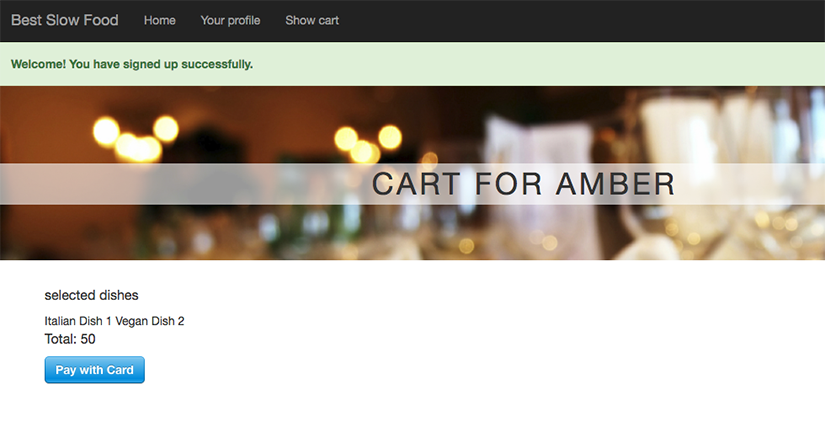 Best Slow Food Home Your profile Show cart
Welcome! You have signed up successfully.
CART FOR AMBER
selected dishes
Italian Dish 1 Vegan Dish 2
Total: 50
Pay with Card